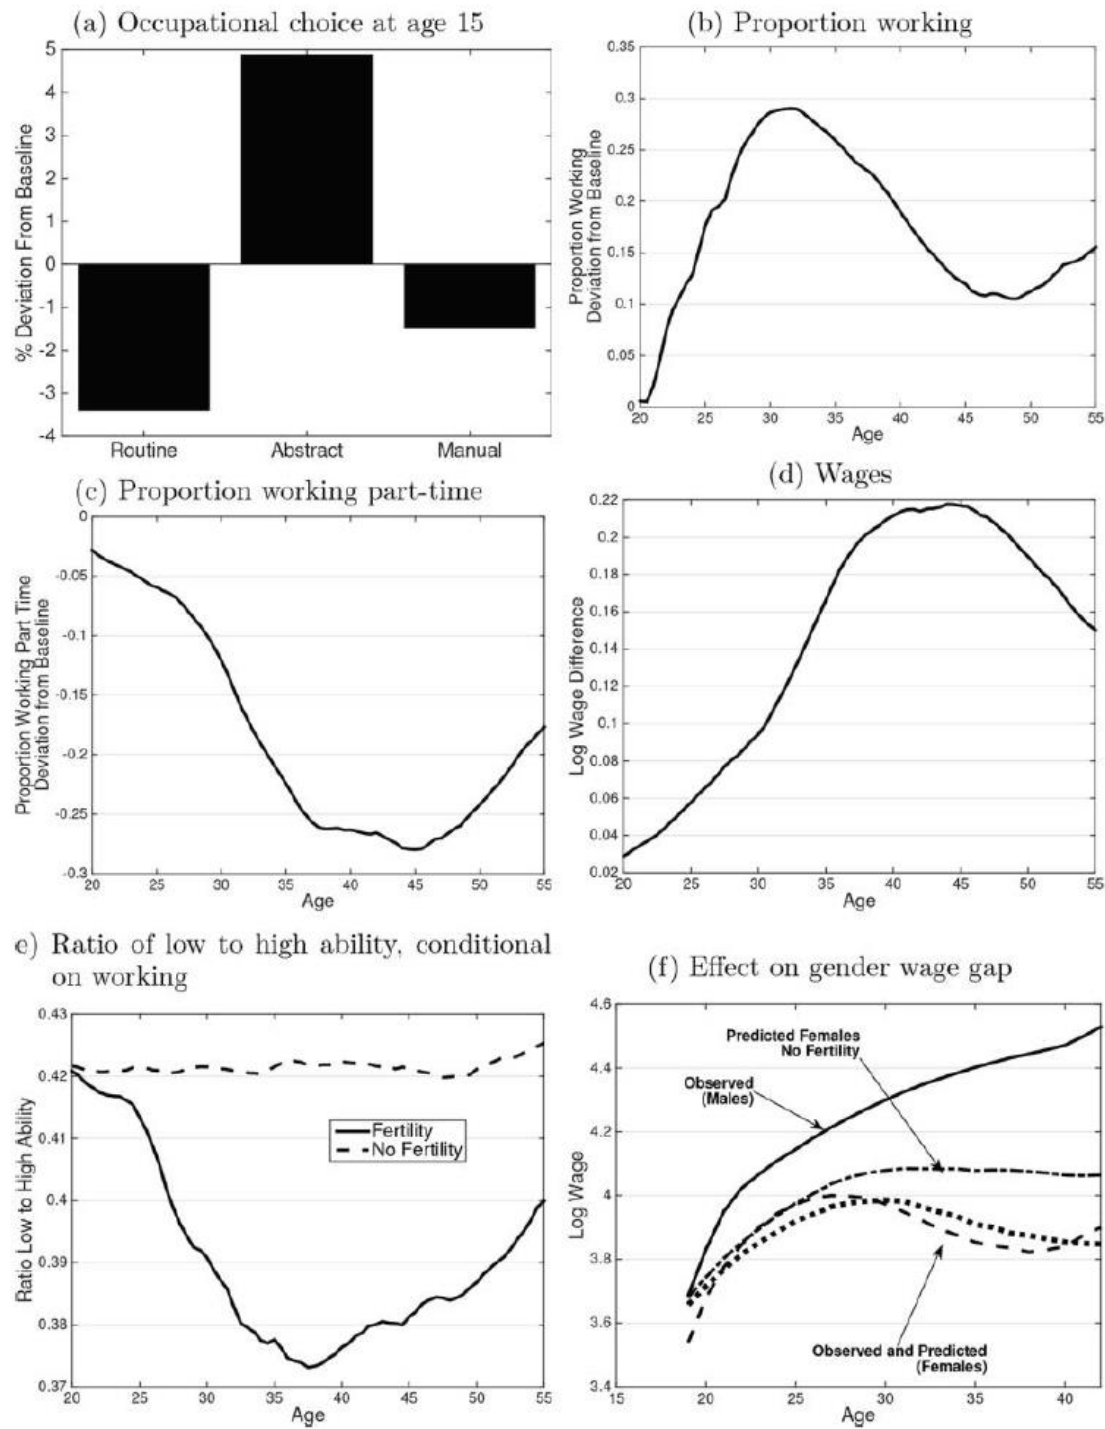 (a) Occupational choice at age 15
% Deviation From Baseline
5
4
3
2
1
0
-1
-2
-3
-4
Routine Abstract Manual
(b) Proportion working
Proportion Working
Deviation from Baseline
0.35
0.3
0.25
0.2
0.15
0.1
0.05
0
20 25 30 35 40 45 50 55
Age
(c) Proportion working part-time
Proportion Working Part Time
Deviation from Baseline
0
-0.05
-0.1
-0.15
-0.2
-0.25
-0.3
20 25 30 35 40 45 50 55
Age
(d) Wages
Log Wage Difference
0.22
0.2
0.18
0.16
0.14
0.12
0.1
0.08
0.06
0.04
0.02
20 25 30 35 40 45 50 55
Age
e) Ratio of low to high ability, conditional
on working
Ratio Low to High Ability
0.43
0.42
0.41
0.4
0.39
0.38
0.37
Fertility
No Fertility
20 25 30 35 40 45 50 55
Age
(f) Effect on gender wage gap
Log Wage
4.6
4.4
4.2
4
3.8
3.6
3.4
Predicted Females
No Fertility
Observed
(Males)
Observed and Predicted
(Females)
15 20 25 30 35 40
Age